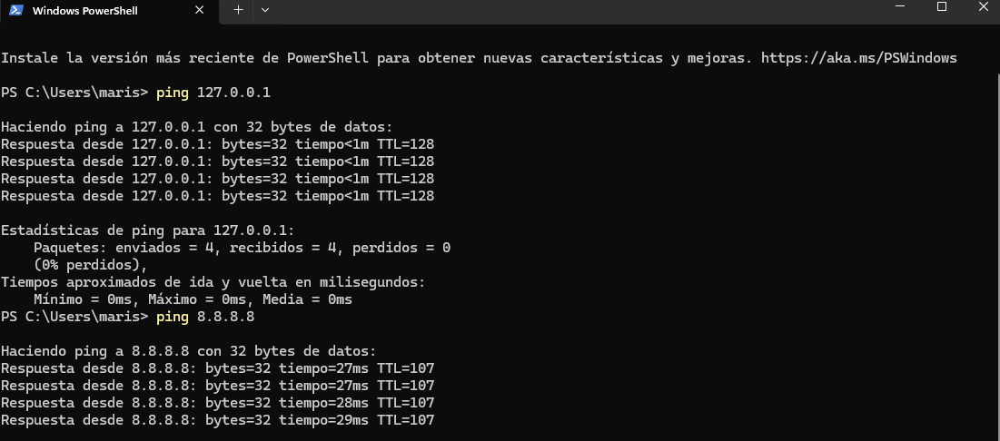 Windows PowerShell
Instale la versión más reciente de PowerShell para obtener nuevas características y mejoras. https://aka.ms/PSWindows
PS C:\Users\maris> ping 127.0.0.1
Haciendo ping a 127.0.0.1 con 32 bytes de datos:
Respuesta desde 127.0.0.1: bytes=32 tiempo<1m TTL=128
Respuesta desde 127.0.0.1: bytes=32 tiempo<1m TTL=128
Respuesta desde 127.0.0.1: bytes=32 tiempo<1m TTL=128
Respuesta desde 127.0.0.1: bytes=32 tiempo<1m TTL=128
Estadísticas de ping para 127.0.0.1:
    Paquetes: enviados = 4, recibidos = 4, perdidos = 0
    (0% perdidos),
Tiempos aproximados de ida y vuelta en milisegundos:
    Mínimo = 0ms, Máximo = 0ms, Media = 0ms
PS C:\Users\maris> ping 8.8.8.8
Haciendo ping a 8.8.8.8 con 32 bytes de datos:
Respuesta desde 8.8.8.8: bytes=32 tiempo=27ms TTL=107
Respuesta desde 8.8.8.8: bytes=32 tiempo=27ms TTL=107
Respuesta desde 8.8.8.8: bytes=32 tiempo=28ms TTL=107
Respuesta desde 8.8.8.8: bytes=32 tiempo=29ms TTL=107